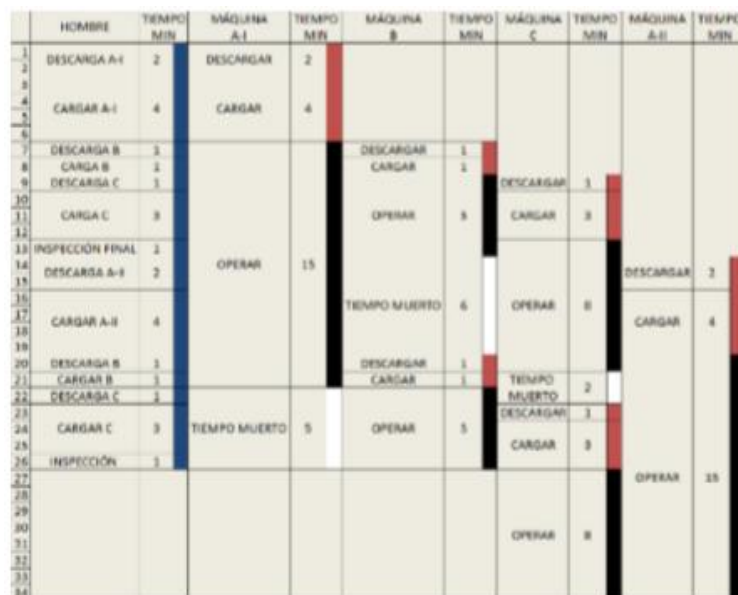 HOMBRE TIEMPO MIN MÁQUINA A-I TIEMPO MIN MÁQUINA B TIEMPO MIN MÁQUINA C TIEMPO MIN MÁQUINA A-II TIEMPO MIN
1
DESCARGA A-I 2 DESCARGAR 2
2
3
4
CARGAR A-I 4 CARGAR 4
5
6
7 DESCARGA B 1 DESCARGAR 1
8 CARGA B 1 CARGAR 1
9 DESCARGA C 1 DESCARGAR 1
10
11 CARGA C 3 OPERAR CARGAR 3
12
13 INSPECCIÓN FINAL 1
OPERAR 15
14
DESCARGA A-II 2 DESCARGAR 2
15
16
TIEMPO MUERTO 6 OPERAR 8
17
CARGAR A-II 4 CARGAR 4
18
19
20 DESCARGA B 1 DESCARGAR 1
21 CARGAR B 1 CARGAR 1
TIEMPO MUERTO 2
22 DESCARGA C 1
23 DESCARGAR 1
24 CARGAR C 3 TIEMPO MUERTO 5 OPERAR 5
CARGAR 3
25
26 INSPECCIÓN 1
27
OPERAR 15
28
29
30
OPERAR 8
31
32
33
34